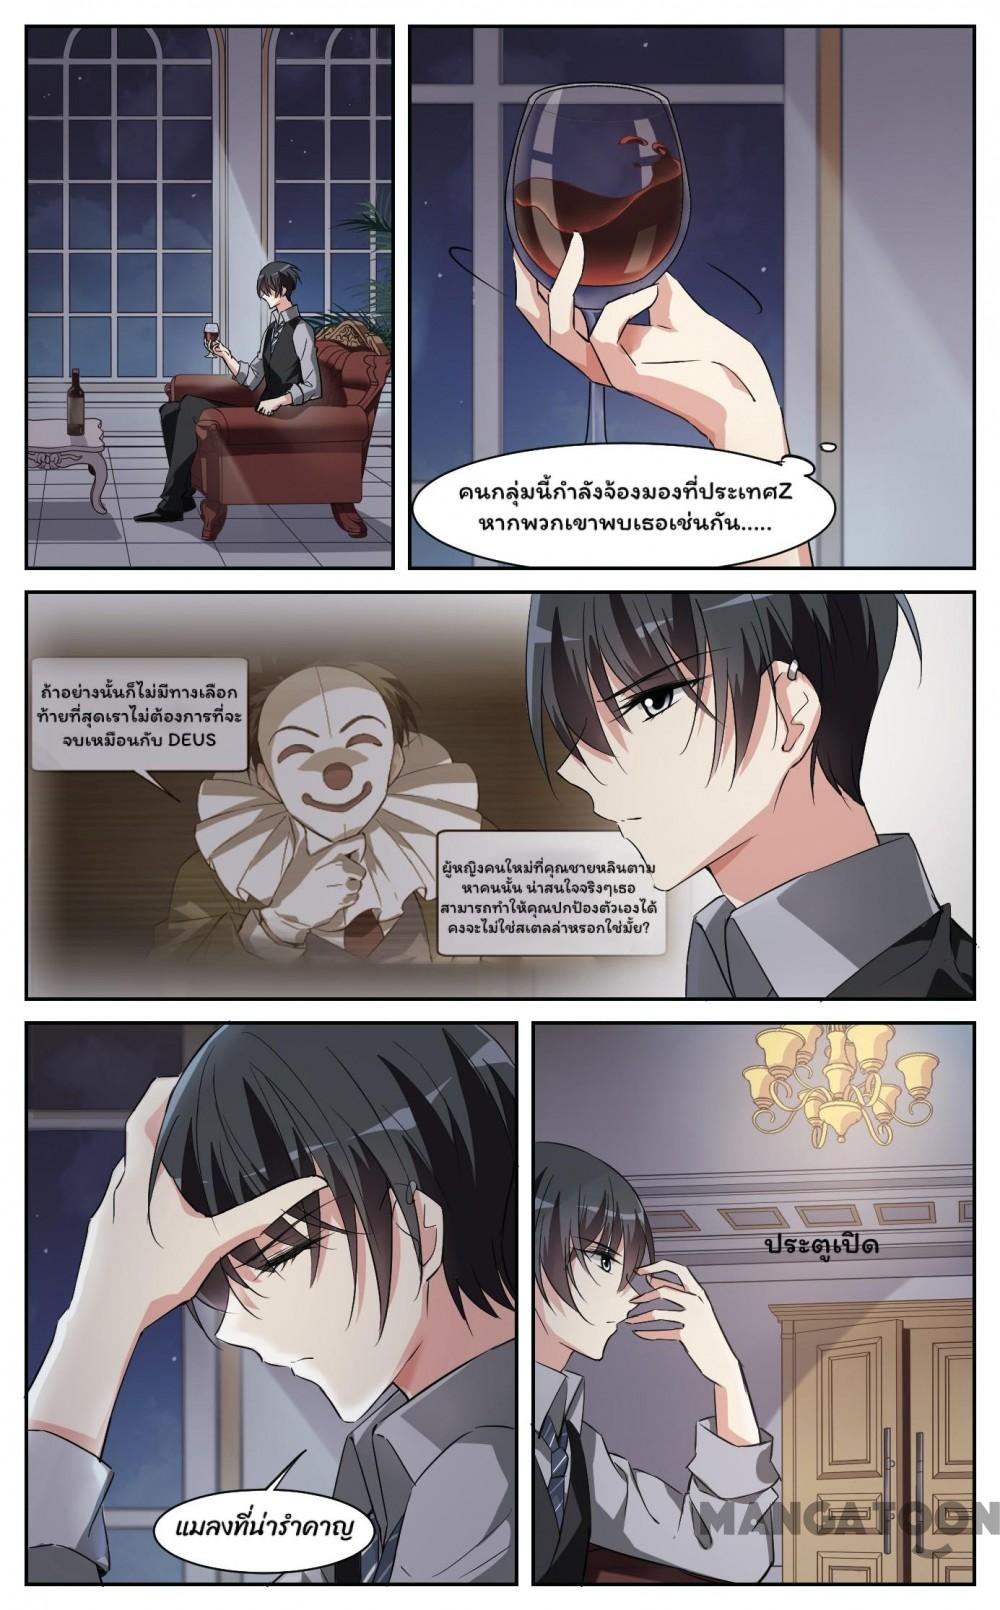 คนกลุ่มนี้กำลังจ้องมองที่ประเทศZ
หากพวกเขาพบเธอเช่นกัน.....
ถ้าอย่างนั้นก็ไม่มีทางเลือก
ท้ายที่สุดเราไม่ต้องการที่จะ
จบเหมือนกับ DEUS
ผู้หญิงคนใหม่ที่คุณชายหลินตาม
หาคนนั้น น่าสนใจจริงๆเธอ
สามารถทำให้คุณปกป้องตัวเองได้
คงจะไม่ใช่สเตลล่าหรอกใช่มั้ย?
แมลงที่น่ารำคาญ
ประตูเปิด
MANGATOON